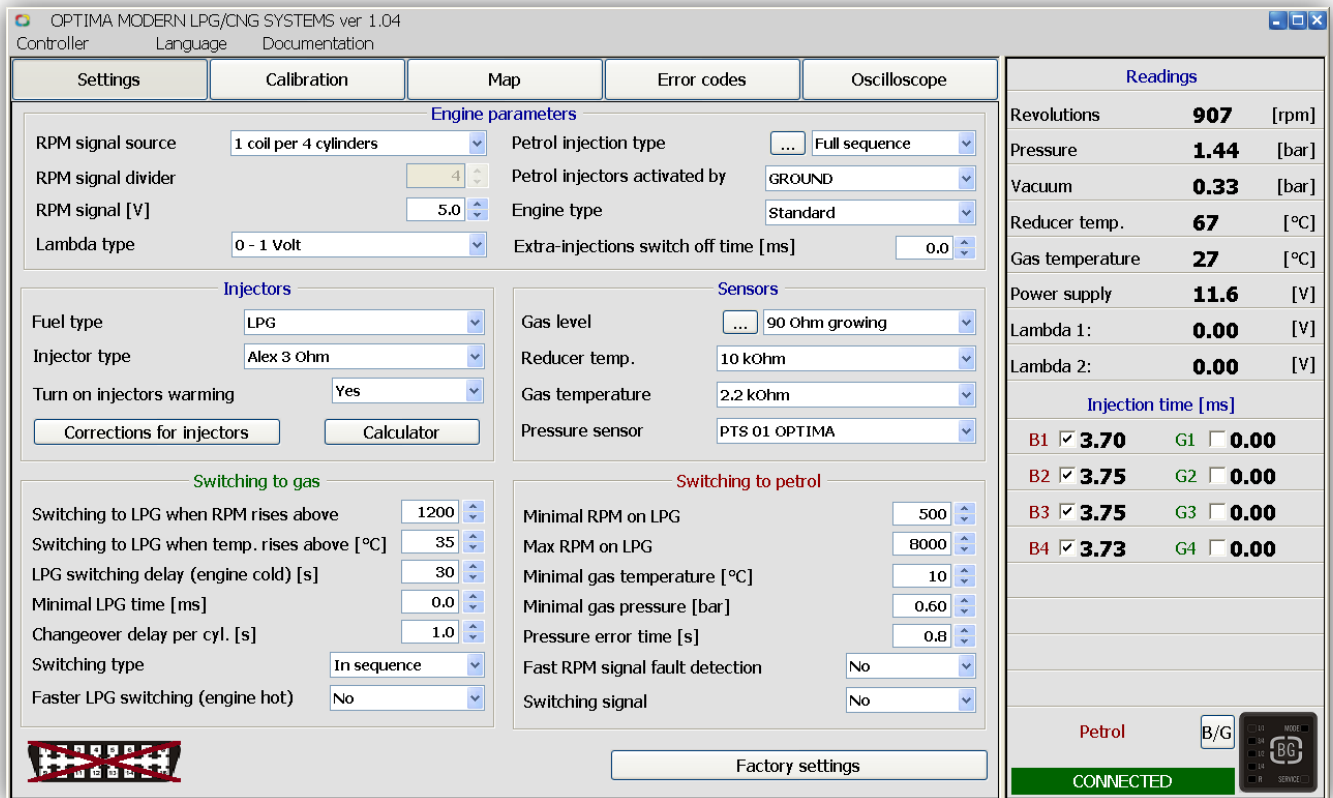 OPTIMA MODERN LPG/CNG SYSTEMS ver 1.04
Controller Language Documentation
Settings Calibration Map Error codes Oscilloscope
Engine parameters
RPM signal source 1 coil per 4 cylinders
RPM signal divider 4
RPM signal [V] 5.0
Lambda type 0 - 1 Volt
Petrol injection type ... Full sequence
Petrol injectors activated by GROUND
Engine type Standard
Extra-injections switch off time [ms] 0.0
Injectors
Fuel type LPG
Injector type Alex 3 Ohm
Turn on injectors warming Yes
Corrections for injectors Calculator
Sensors
Gas level ... 90 Ohm growing
Reducer temp. 10 kOhm
Gas temperature 2.2 kOhm
Pressure sensor PTS 01 OPTIMA
Switching to gas
Switching to LPG when RPM rises above 1200
Switching to LPG when temp. rises above [°C] 35
LPG switching delay (engine cold) [s] 30
Minimal LPG time [ms] 0.0
Changeover delay per cyl. [s] 1.0
Switching type In sequence
Faster LPG switching (engine hot) No
Switching to petrol
Minimal RPM on LPG 500
Max RPM on LPG 8000
Minimal gas temperature [°C] 10
Minimal gas pressure [bar] 0.60
Pressure error time [s] 0.8
Fast RPM signal fault detection No
Switching signal No
Factory settings
Readings
Revolutions 907 [rpm]
Pressure 1.44 [bar]
Vacuum 0.33 [bar]
Reducer temp. 67 [°C]
Gas temperature 27 [°C]
Power supply 11.6 [V]
Lambda 1: 0.00 [V]
Lambda 2: 0.00 [V]
Injection time [ms]
B1 3.70 G1 0.00
B2 3.75 G2 0.00
B3 3.75 G3 0.00
B4 3.73 G4 0.00
Petrol B/G
CONNECTED
MODE
BG
SERVICE